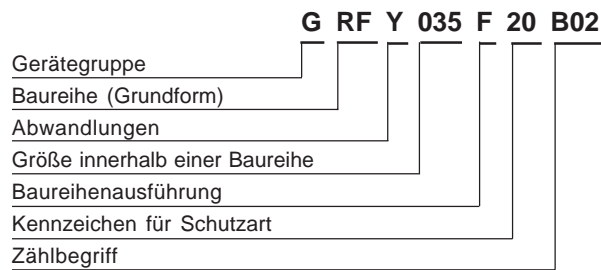 G RF Y 035 F 20 B02
Gerätegruppe
Baureihe (Grundform)
Abwandlungen
Größe innerhalb einer Baureihe
Baureihenausführung
Kennzeichen für Schutzart
Zählbegriff